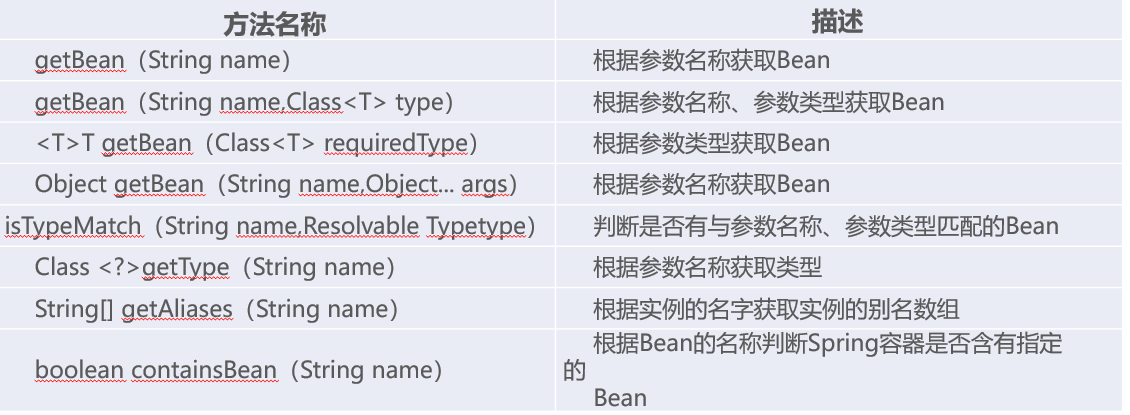 方法名称 描述
getBean（String name） 根据参数名称获取Bean
getBean（String name,Class<T> type） 根据参数名称、参数类型获取Bean
<T>T getBean（Class<T> requiredType） 根据参数类型获取Bean
Object getBean（String name,Object... args） 根据参数名称获取Bean
isTypeMatch（String name,Resolvable Typetype） 判断是否有与参数名称、参数类型匹配的Bean
Class <?>getType（String name） 根据参数名称获取类型
String[] getAliases（String name） 根据实例的名字获取实例的别名数组
boolean containsBean（String name） 根据Bean的名称判断Spring容器是否含有指定
的
Bean